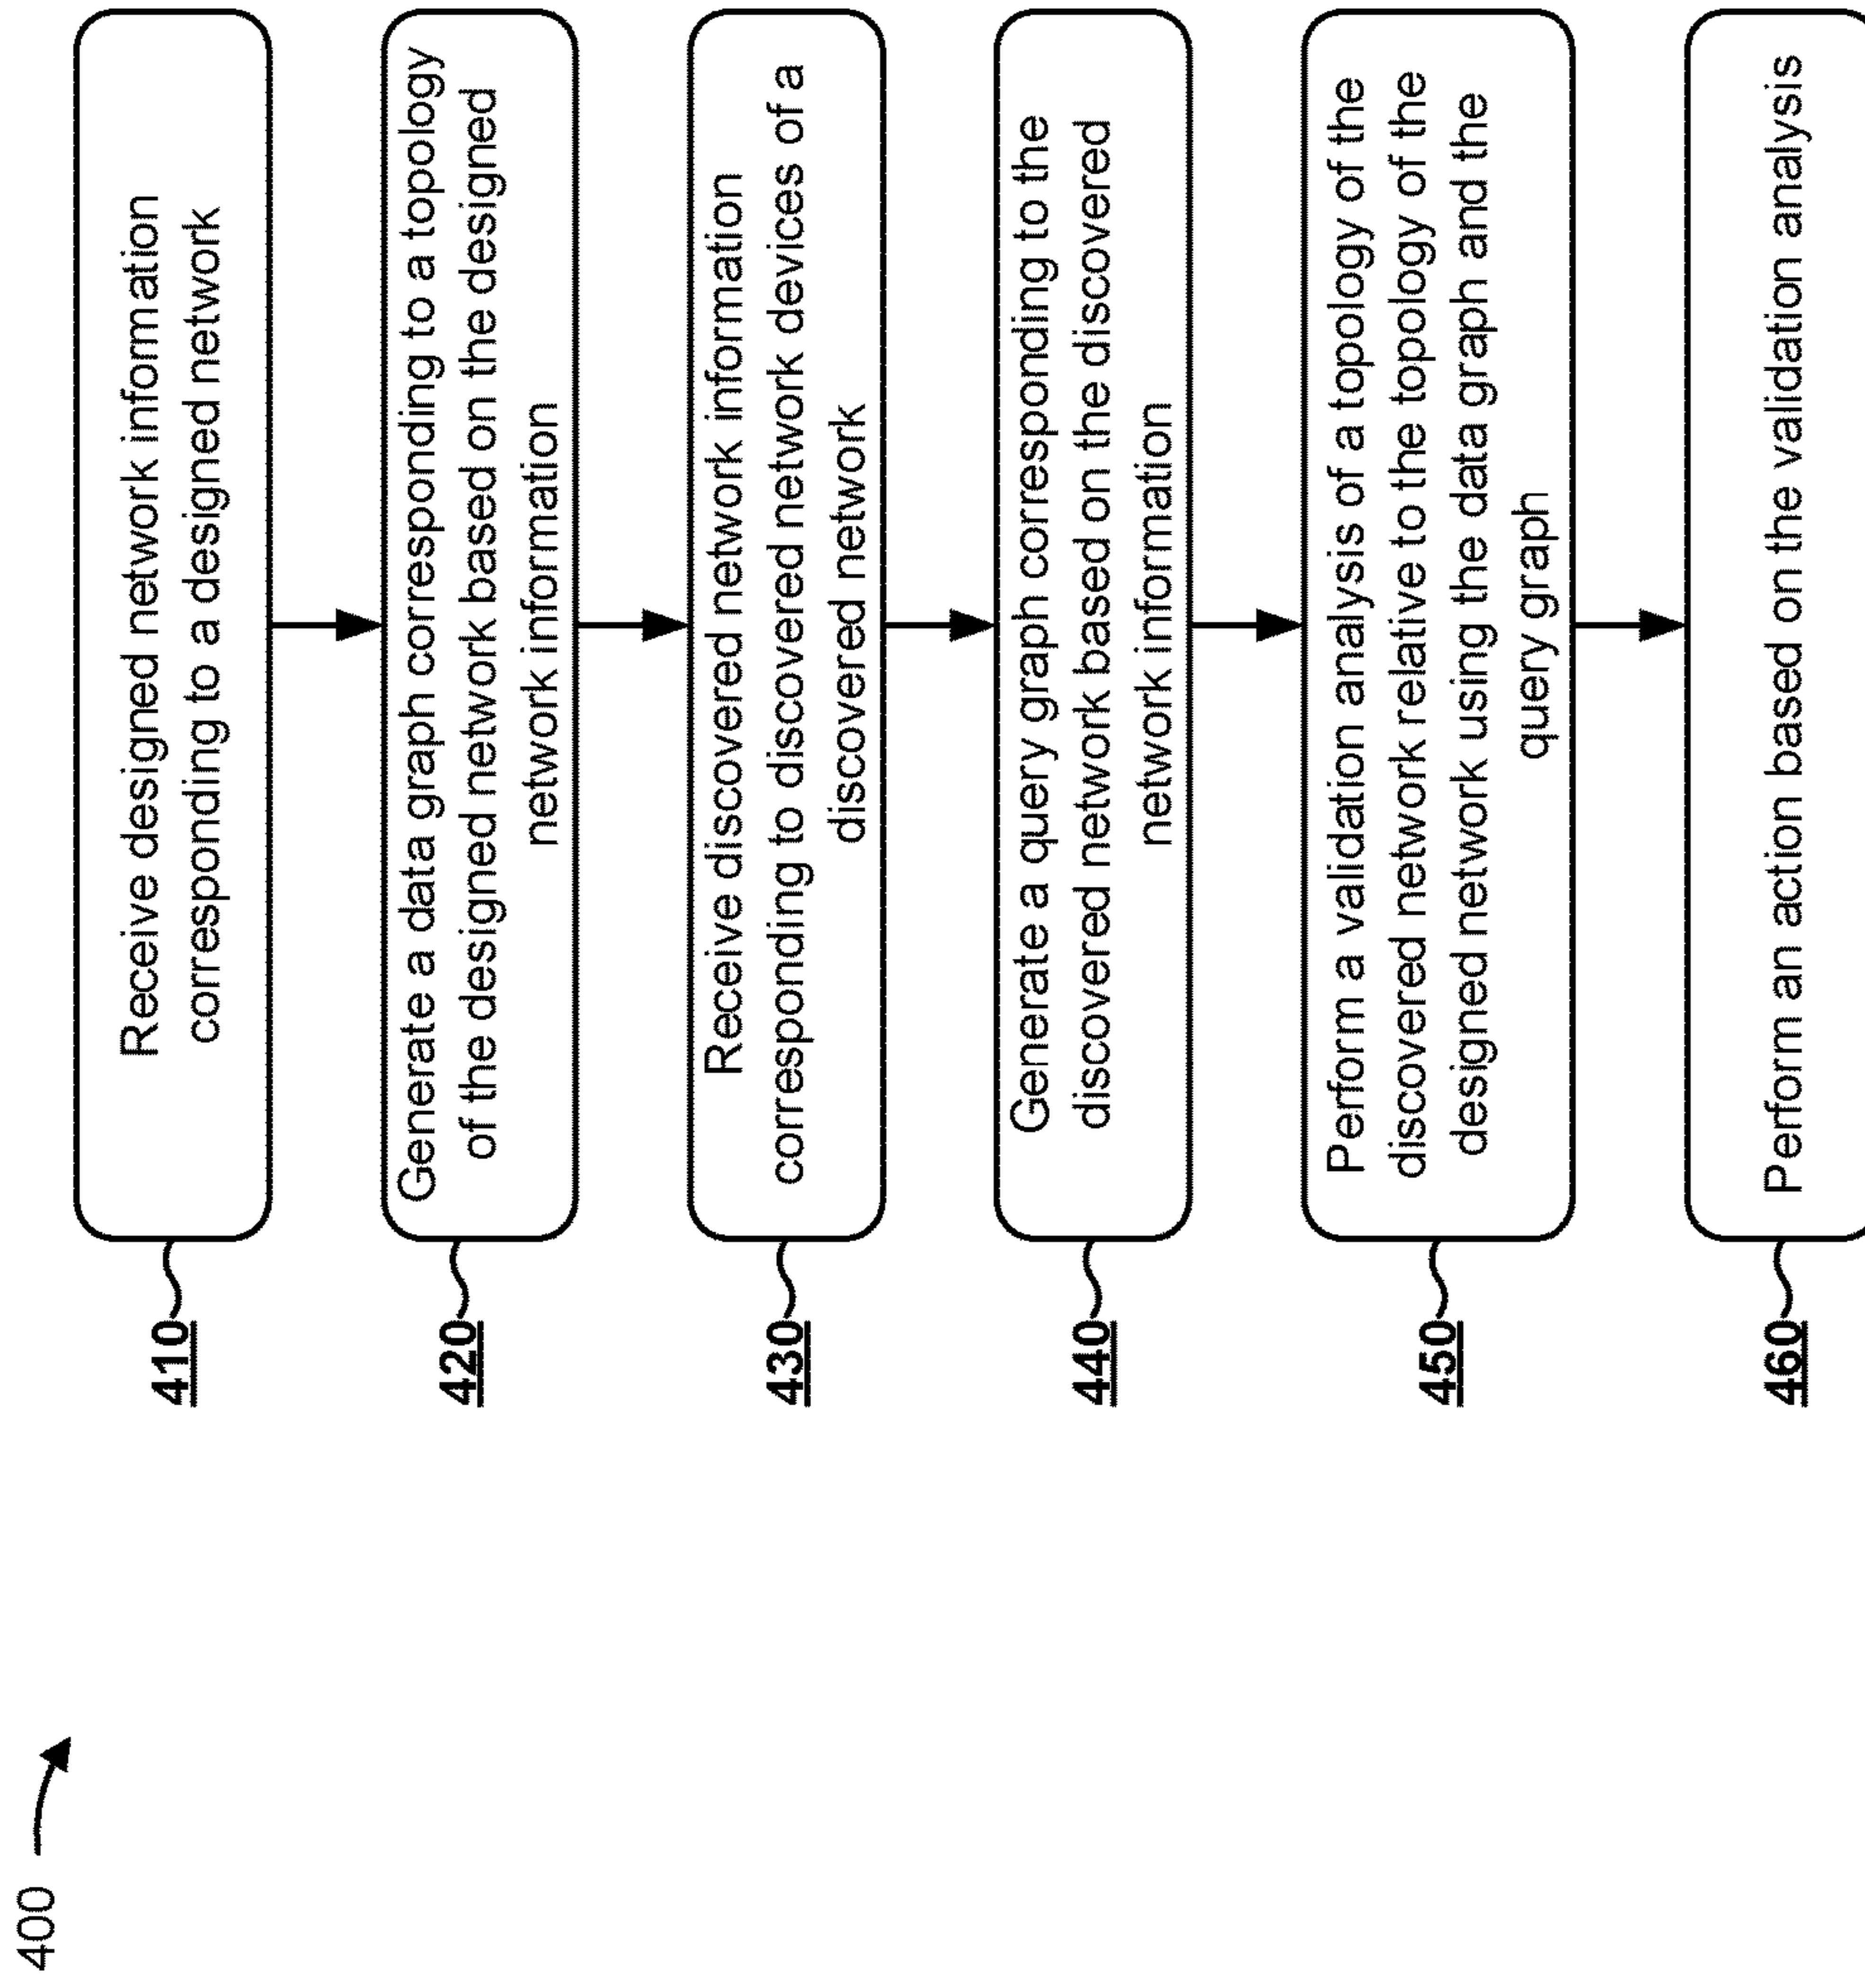 400
410
Receive designed network information
corresponding to a designed network
420
Generate a data graph corresponding to a topology
of the designed network based on the designed
network information
430
Receive discovered network information
corresponding to discovered network devices of a
discovered network
440
Generate a query graph corresponding to the
discovered network based on the discovered
network information
450
Perform a validation analysis of a topology of the
discovered network relative to the topology of the
designed network using the data graph and the
query graph
460
Perform an action based on the validation analysis